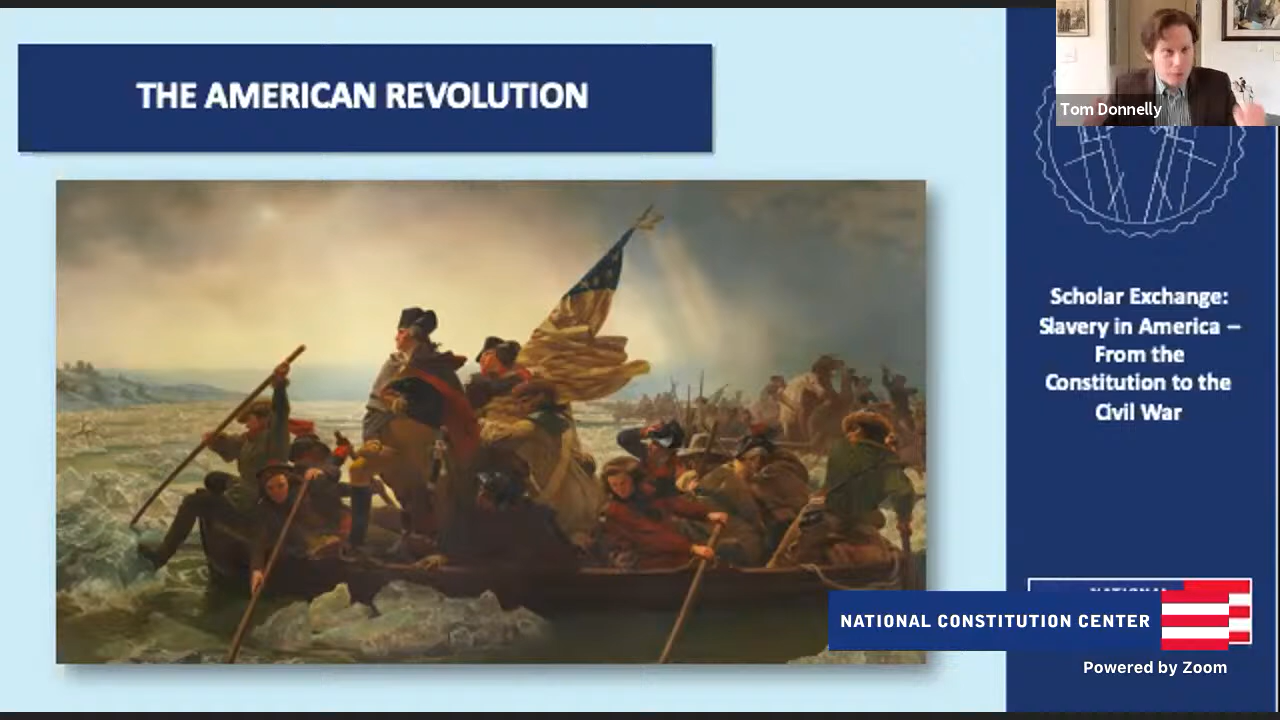 THE AMERICAN REVOLUTION
Tom Donnelly
Scholar Exchange:
Slavery in America –
From the
Constitution to the
Civil War
NATIONAL
NATIONAL CONSTITUTION CENTER
Powered by Zoom